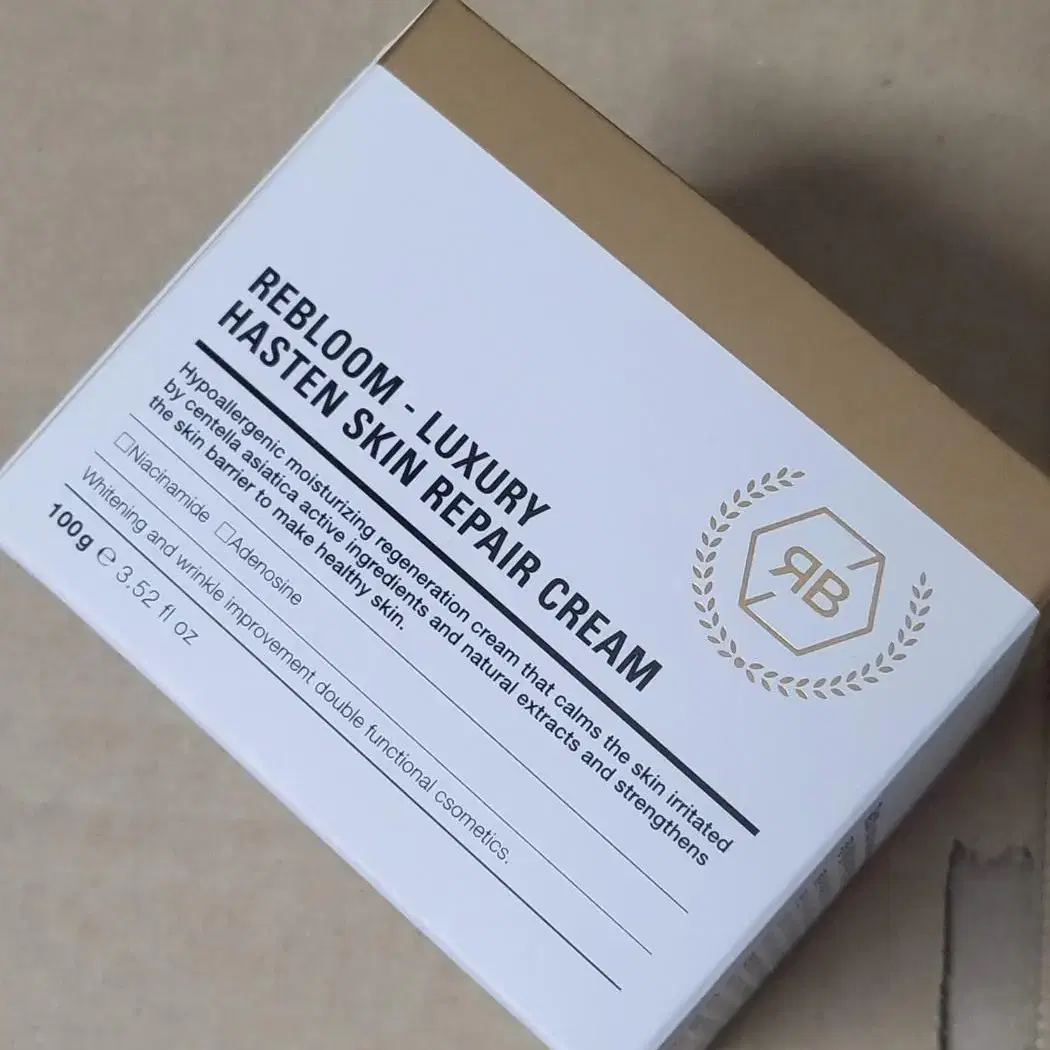 REBLOOM - LUXURY
HASTEN SKIN REPAIR CREAM
Hypoallergenic moisturizing regeneration cream that calms the skin irritated
by centella asiatica active ingredients and natural extracts and strengthens
the skin barrier to make healthy skin.
☐Niacinamide ☐Adenosine
Whitening and wrinkle improvement double functional csometics.
100g ℮ 3.52 fl oz
ЯB